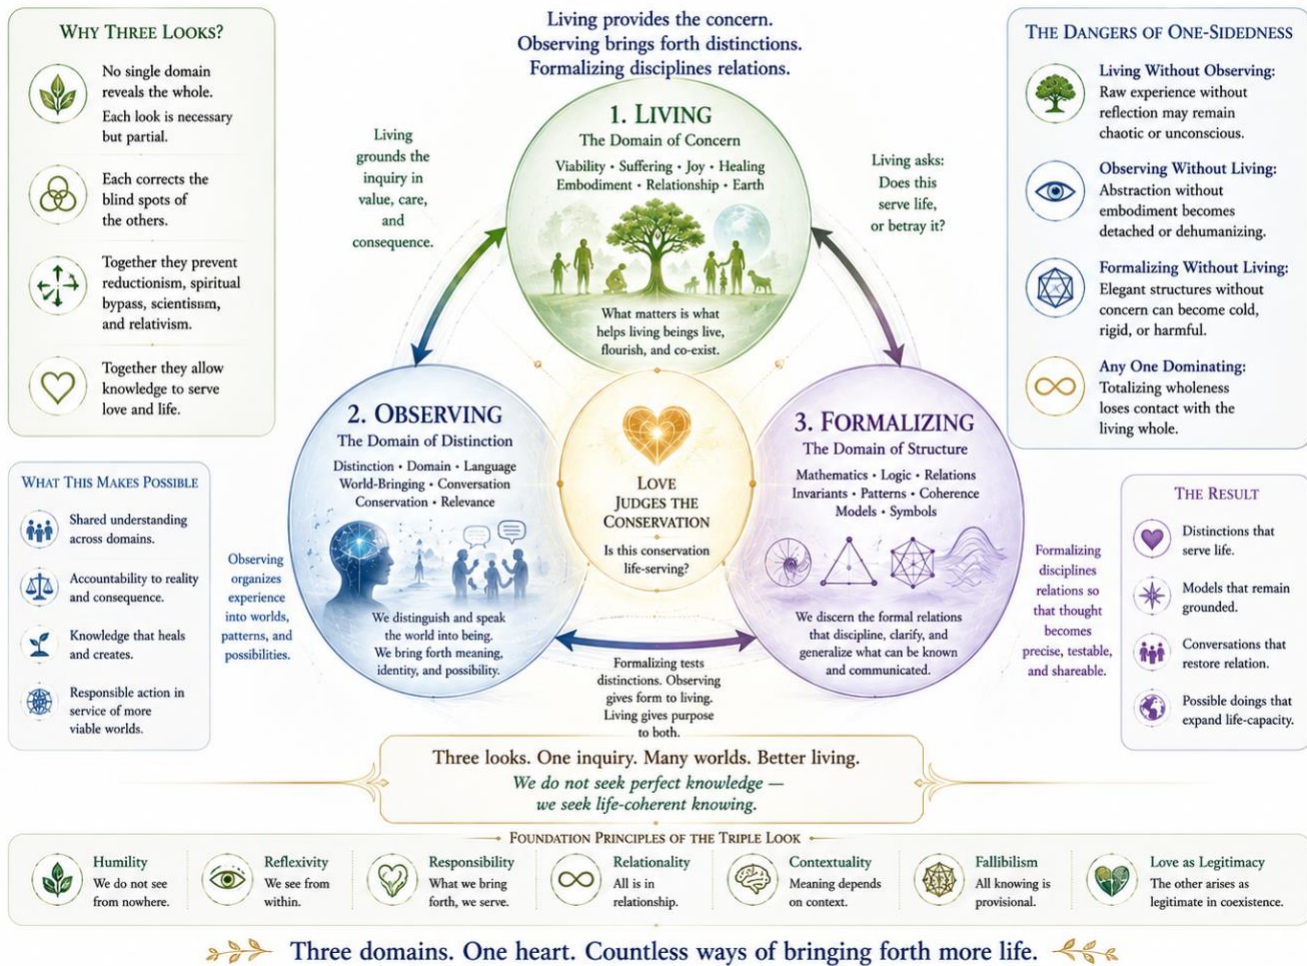 WHY THREE LOOKS?
No single domain
reveals the whole.
Each look is necessary
but partial.
Each corrects the
blind spots of
the others.
Together they prevent
reductionism, spiritual
bypass, scientism,
and relativism.
Together they allow
knowledge to serve
love and life.
Living provides the concern.
Observing brings forth distinctions.
Formalizing disciplines relations.
Living
grounds the
inquiry in
value, care,
and
consequence.
1. LIVING
The Domain of Concern
Viability • Suffering • Joy • Healing
Embodiment • Relationship • Earth
What matters is what
helps living beings live,
flourish, and co-exist.
Living asks:
Does this
serve life,
or betray it?
THE DANGERS OF ONE-SIDEDNESS
Living Without Observing:
Raw experience without
reflection may remain
chaotic or unconscious.
Observing Without Living:
Abstraction without
embodiment becomes
detached or dehumanizing.
Formalizing Without Living:
Elegant structures without
concern can become cold,
rigid, or harmful.
Any One Dominating:
Totalizing wholeness
loses contact with the
living whole.
2. OBSERVING
The Domain of Distinction
Distinction • Domain • Language
World-Bringing • Conversation
Conservation • Relevance
We distinguish and speak
the world into being.
We bring forth meaning,
identity, and possibility.
LOVE
JUDGES THE
CONSERVATION
Is this conservation
life-serving?
3. FORMALIZING
The Domain of Structure
Mathematics • Logic • Relations
Invariants • Patterns • Coherence
Models • Symbols
We discern the formal relations
that discipline, clarify, and
generalize what can be known
and communicated.
WHAT THIS MAKES POSSIBLE
Shared understanding
across domains.
Accountability to reality
and consequence.
Knowledge that heals
and creates.
Responsible action in
service of more
viable worlds.
Observing
organizes
experience
into worlds,
patterns, and
possibilities.
Formalizing tests
distinctions. Observing
gives form to living.
Living gives purpose
to both.
Formalizing
disciplines
relations so
that thought
becomes
precise, testable,
and shareable.
THE RESULT
Distinctions that
serve life.
Models that remain
grounded.
Conversations that
restore relation.
Possible doings that
expand life-capacity.
Three looks. One inquiry. Many worlds. Better living.
We do not seek perfect knowledge —
we seek life-coherent knowing.
FOUNDATION PRINCIPLES OF THE TRIPLE LOOK
Humility
We do not see
from nowhere.
Reflexivity
We see from
within.
Responsibility
What we bring
forth, we serve.
Relationality
All is in
relationship.
Contextuality
Meaning depends
on context.
Fallibilism
All knowing is
provisional.
Love as Legitimacy
The other arises as
legitimate in coexistence.
Three domains. One heart. Countless ways of bringing forth more life.